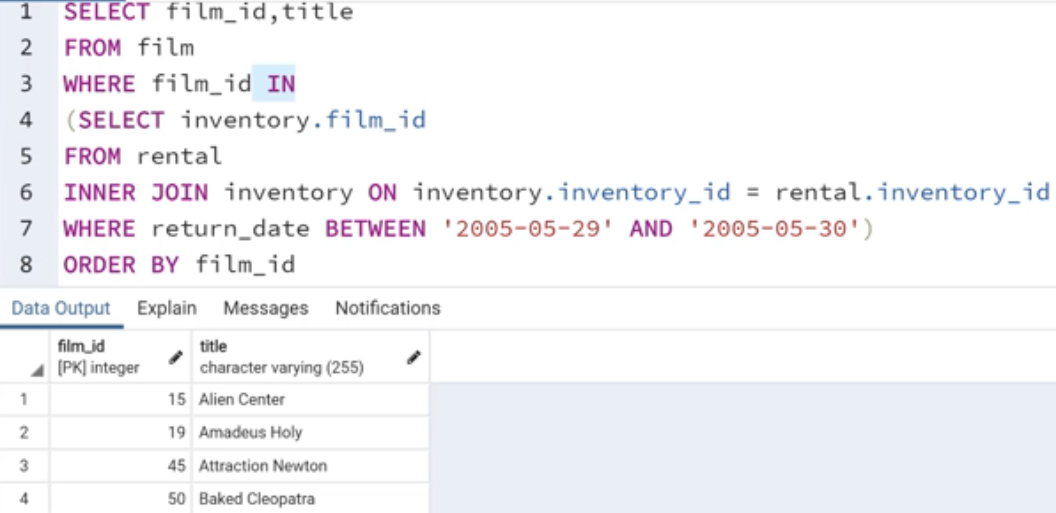 1 SELECT film_id,title
2 FROM film
3 WHERE film_id IN
4 (SELECT inventory.film_id
5 FROM rental
6 INNER JOIN inventory ON inventory.inventory_id = rental.inventory_id
7 WHERE return_date BETWEEN '2005-05-29' AND '2005-05-30')
8 ORDER BY film_id
Data Output Explain Messages Notifications
film_id title
[PK] integer character varying (255)
1 15 Alien Center
2 19 Amadeus Holy
3 45 Attraction Newton
4 50 Baked Cleopatra